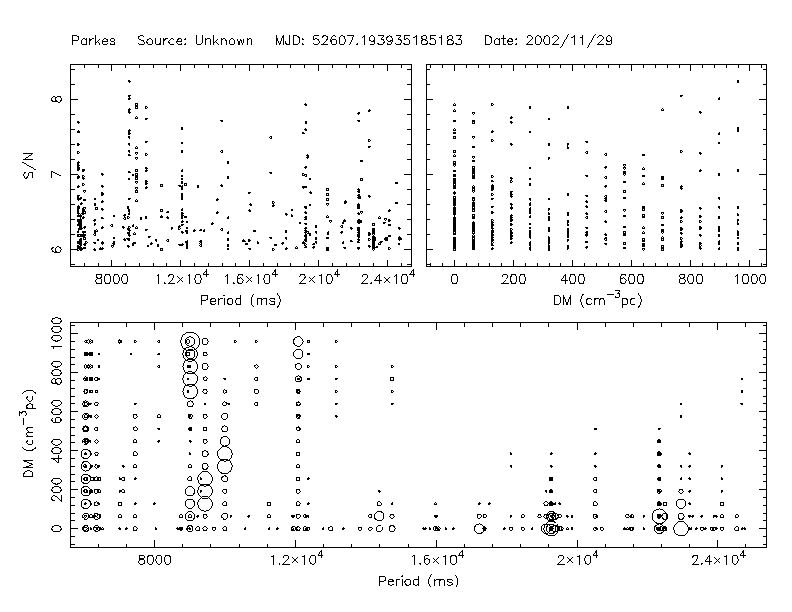 Parkes Source: Unknown MJD: 52607.193935185183 Date: 2002/11/29
8
7
6
S/N
8000 1.2×10⁴ 1.6×10⁴ 2×10⁴ 2.4×10⁴
Period (ms)
0 200 400 600 800 1000
DM (cm⁻³pc)
1000
800
600
400
200
0
DM (cm⁻³pc)
8000 1.2×10⁴ 1.6×10⁴ 2×10⁴ 2.4×10⁴
Period (ms)